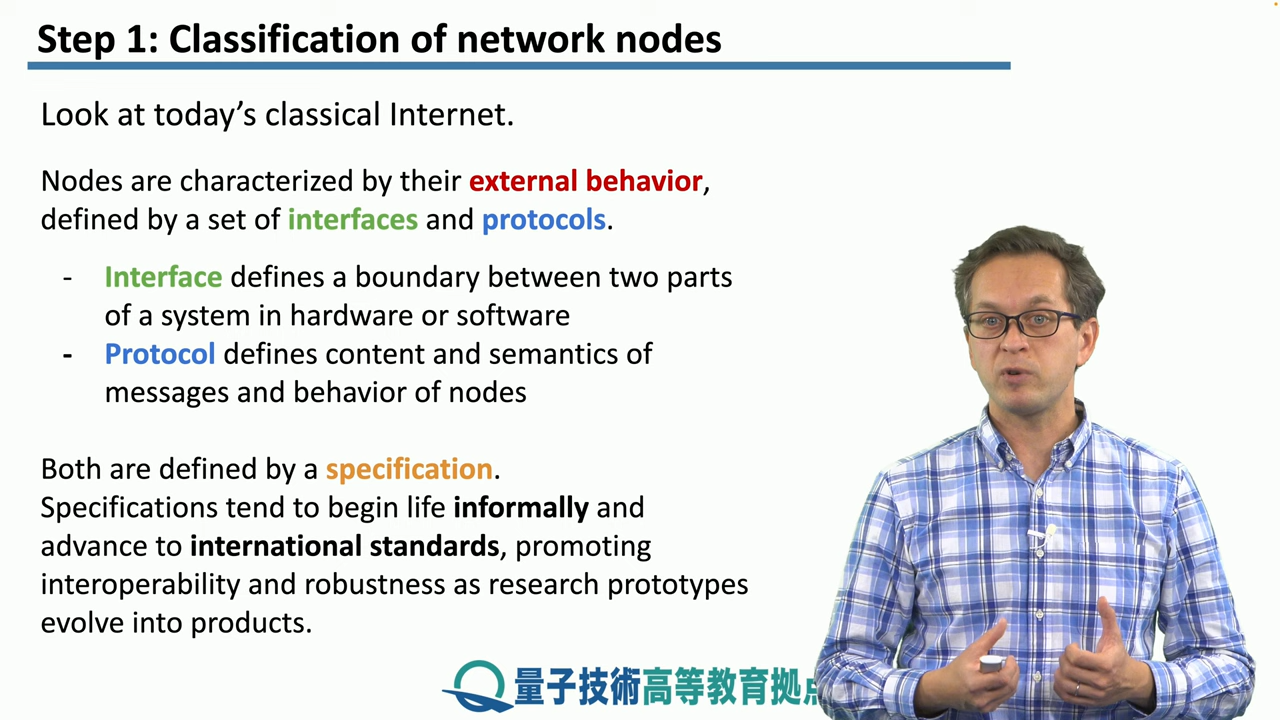 Step 1: Classification of network nodes
Look at today’s classical Internet.
Nodes are characterized by their external behavior,
defined by a set of interfaces and protocols.
- Interface defines a boundary between two parts
of a system in hardware or software
- Protocol defines content and semantics of
messages and behavior of nodes
Both are defined by a specification.
Specifications tend to begin life informally and
advance to international standards, promoting
interoperability and robustness as research prototypes
evolve into products.
量子技術高等教育拠